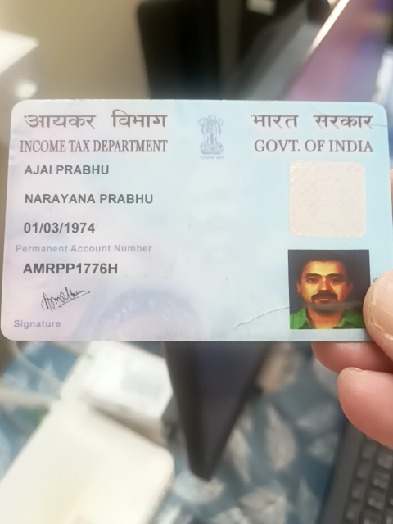 आयकर विभाग
INCOME TAX DEPARTMENT
भारत सरकार
GOVT. OF INDIA
AJAI PRABHU
NARAYANA PRABHU
01/03/1974
Permanent Account Number
AMRPP1776H
Signature